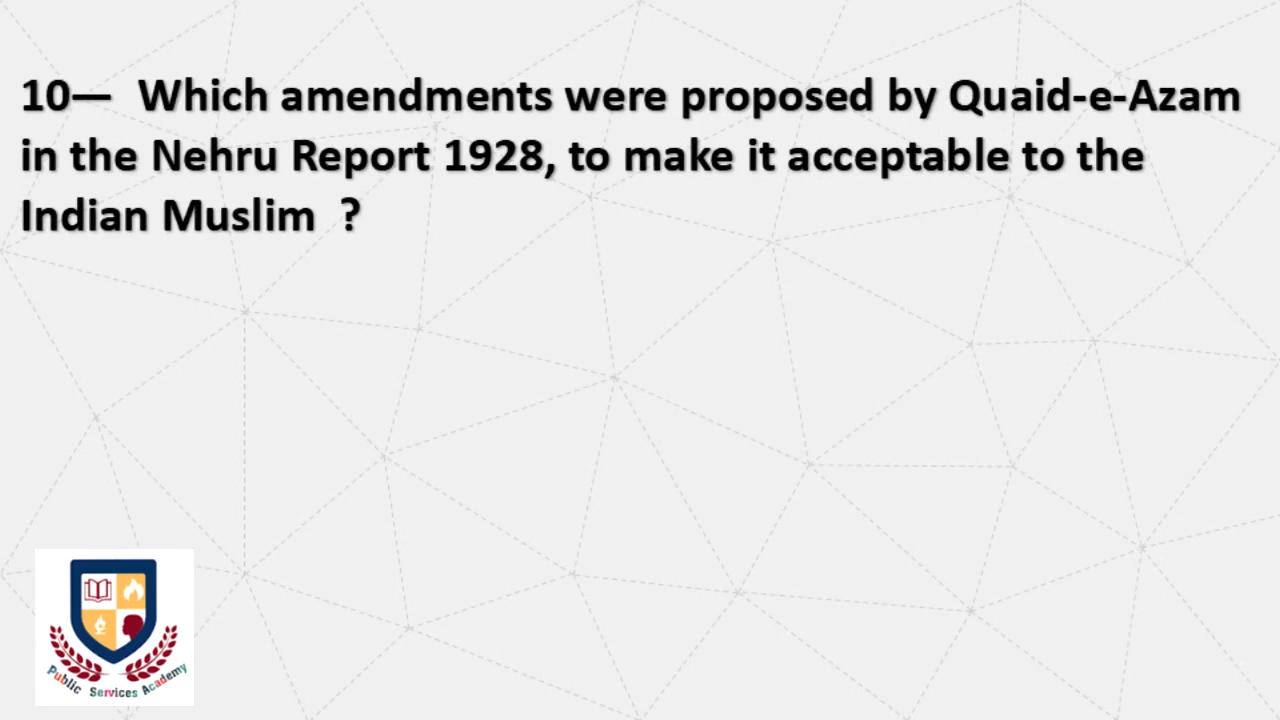 10— Which amendments were proposed by Quaid-e-Azam
in the Nehru Report 1928, to make it acceptable to the
Indian Muslim ?
Public Services Academy